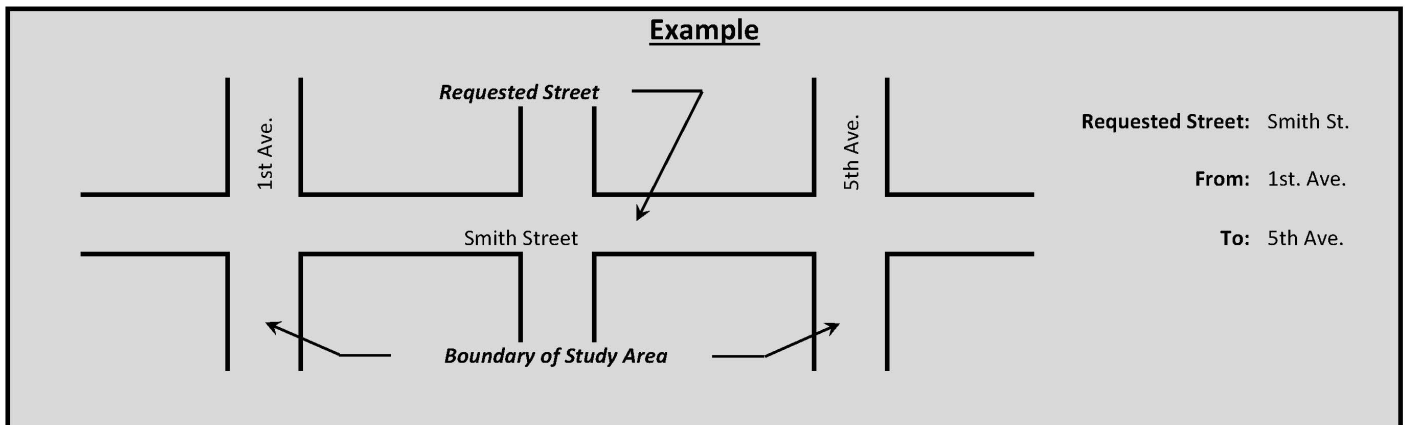 Example
Requested Street
1st Ave.
5th Ave.
Smith Street
Boundary of Study Area
Requested Street: Smith St.
From: 1st. Ave.
To: 5th Ave.